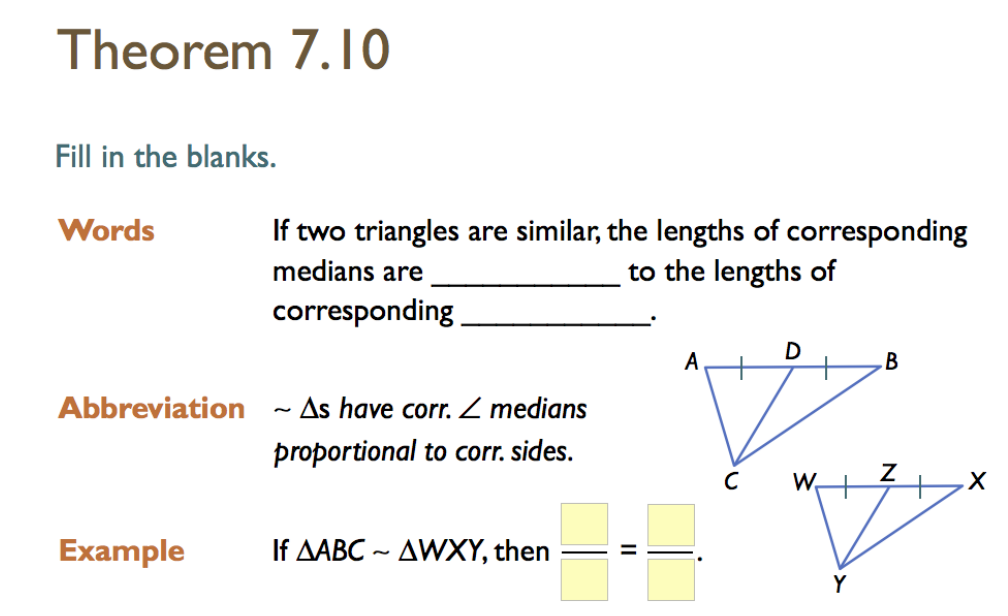 Theorem 7.10
Fill in the blanks.
Words
If two triangles are similar, the lengths of corresponding
medians are ____________ to the lengths of
corresponding ____________.
Abbreviation
~ Δs have corr. ∠ medians
proportional to corr. sides.
A
D
B
C
W
Z
X
Y
Example
If ΔABC ~ ΔWXY, then — = —.